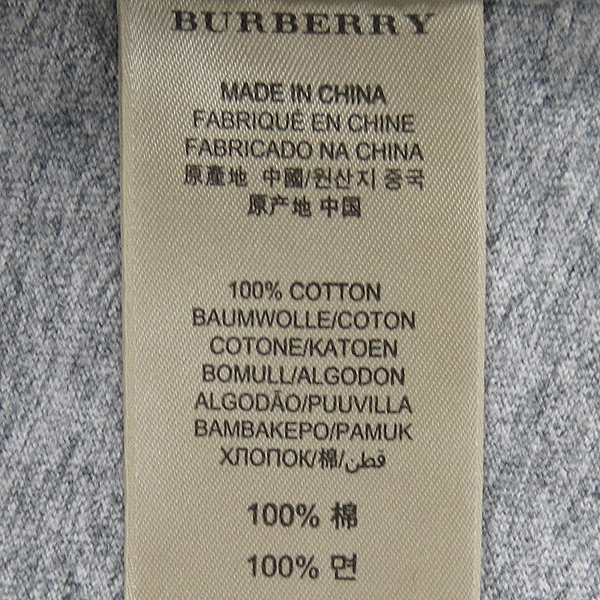 BURBERRY
MADE IN CHINA
FABRIQUÉ EN CHINE
FABRICADO NA CHINA
原產地 中國/원산지 중국
原产地 中国
100% COTTON
BAUMWOLLE/COTON
COTONE/KATOEN
BOMULL/ALGODON
ALGODÃO/PUUVILLA
BAMBAKEPO/PAMUK
ХЛОПОК/棉/قطن
100% 棉
100% 면